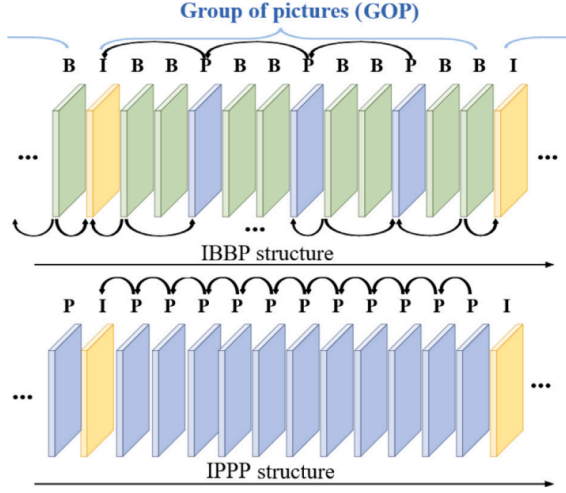 Group of pictures (GOP)
B I B B P B B P B B P B B I
... ...
...
IBBP structure
P I P P P P P P P P P P P I
... ...
IPPP structure